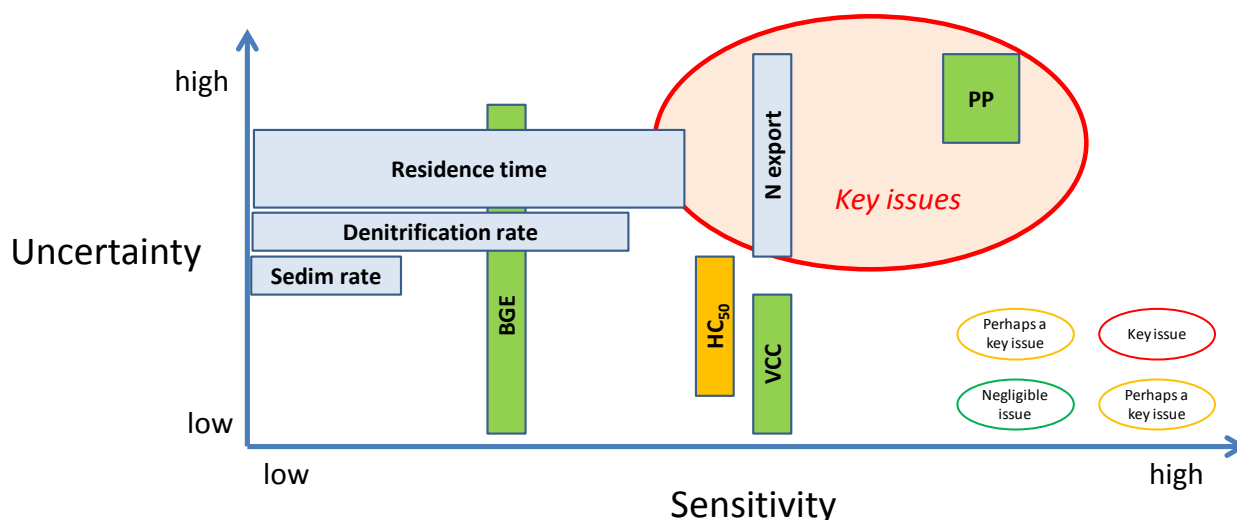 high
PP
N export
Residence time
Key issues
Denitrification rate
Uncertainty
Sedim rate
BGE
HC50
VCC
Perhaps a
key issue
Key issue
Negligible
issue
Perhaps a
key issue
low
low
high
Sensitivity